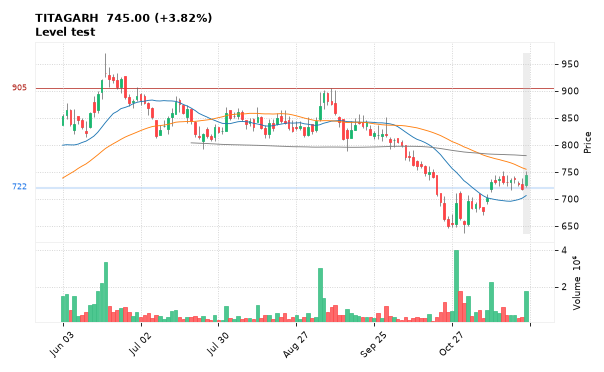 TITAGARH 745.00 (+3.82%)
Level test
950
905
900
850
800
750
722
700
650
Price
4
2
Volume 10⁶
Jun 03
Jul 02
Jul 30
Aug 27
Sep 25
Oct 27